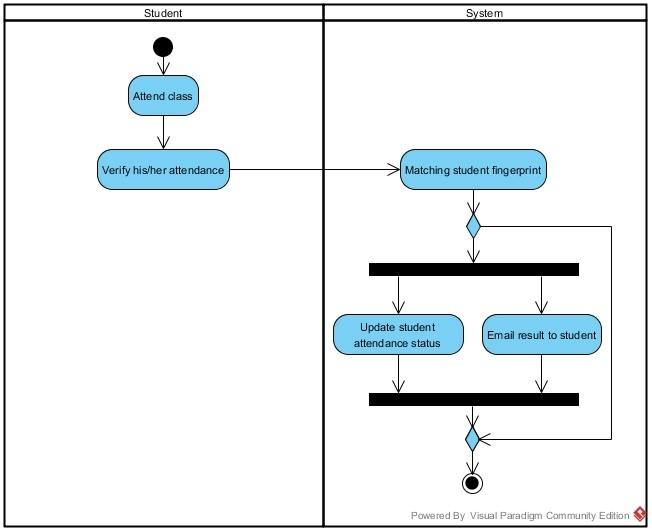 Student
System
Attend class
Verify his/her attendance
Matching student fingerprint
Update student
attendance status
Email result to student
Powered By Visual Paradigm Community Edition